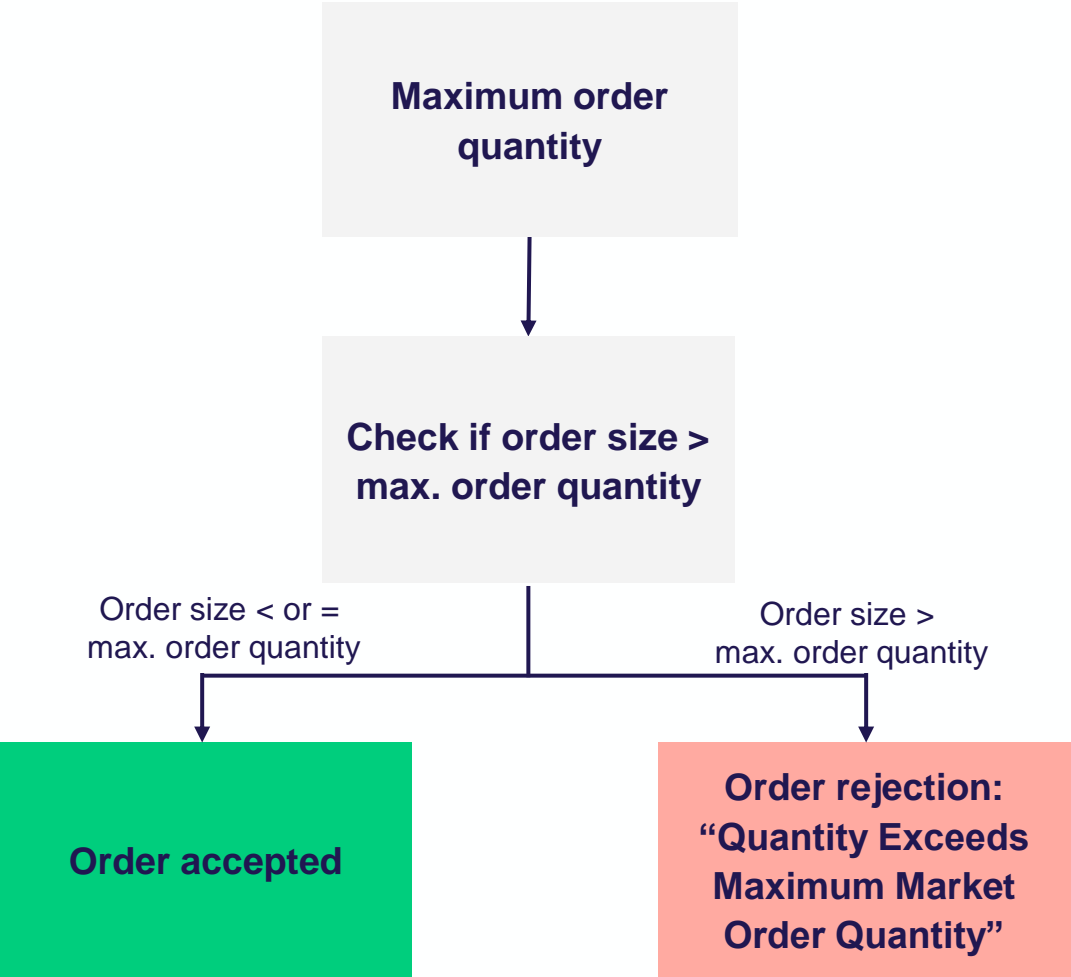 Maximum order
quantity
Check if order size >
max. order quantity
Order size < or =
max. order quantity
Order size >
max. order quantity
Order accepted
Order rejection:
“Quantity Exceeds
Maximum Market
Order Quantity”